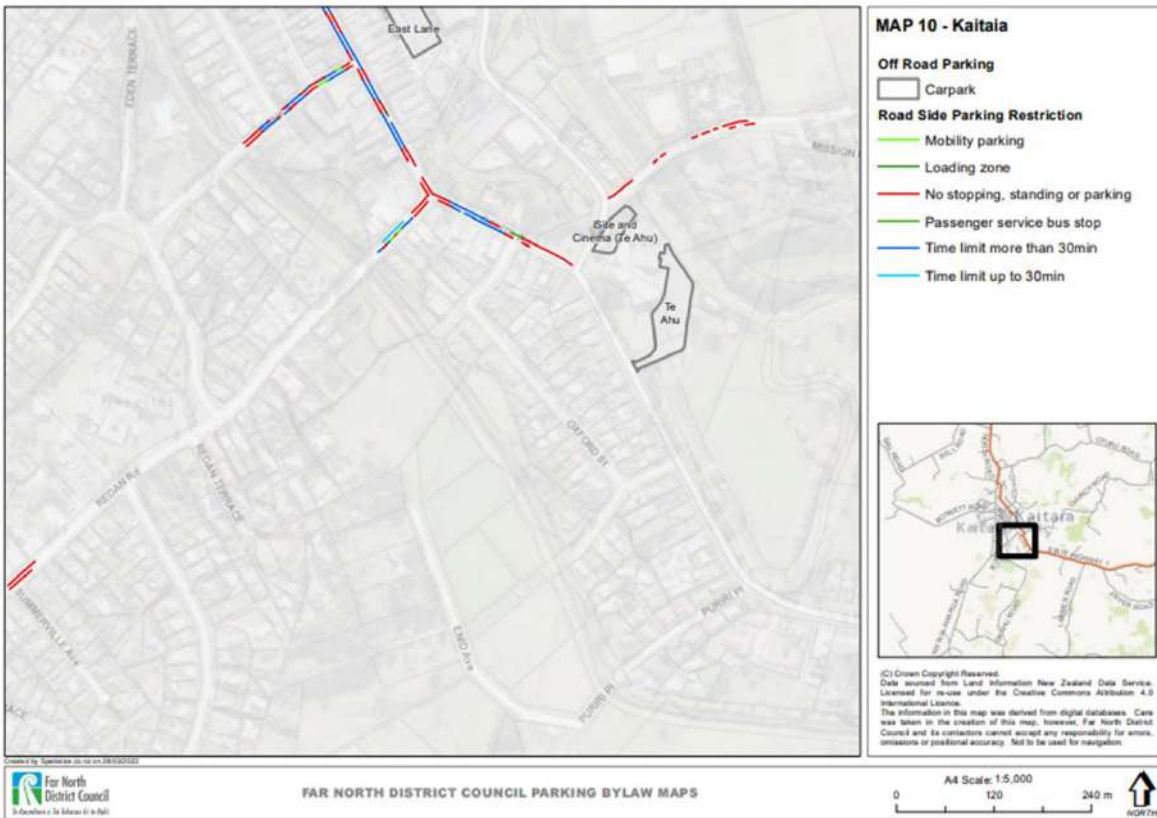 East Lane
EDEN TERRACE
MISSION
iSite and
Cinema (Te Ahu)
Te
Ahu
OXFORD ST
REDAN Rd
REDAN TERRACE
SUMMERVILLE Ave
ENO Ave
PURIRI Pl
PURIRI Pl
MAP 10 - Kaitaia
Off Road Parking
Carpark
Road Side Parking Restriction
Mobility parking
Loading zone
No stopping, standing or parking
Passenger service bus stop
Time limit more than 30min
Time limit up to 30min
Kaitaia
(C) Crown Copyright Reserved.
Data sourced from Land Information New Zealand Data Service.
Licensed for re-use under the Creative Commons Attribution 4.0
International Licence.
The information in this map was derived from digital databases. Care
was taken in the creation of this map, however, Far North District
Council and its contactors cannot accept any responsibility for errors,
omissions or positional accuracy. Not to be used for navigation.
Far North
District Council
FAR NORTH DISTRICT COUNCIL PARKING BYLAW MAPS
A4 Scale: 1:5,000
0 120 240 m
NORTH